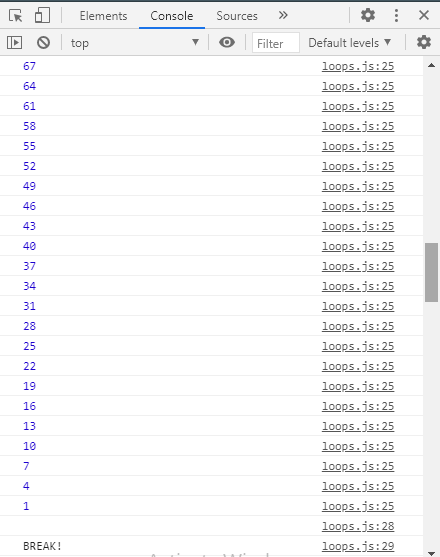 Elements Console Sources »
top Filter Default levels
67 loops.js:25
64 loops.js:25
61 loops.js:25
58 loops.js:25
55 loops.js:25
52 loops.js:25
49 loops.js:25
46 loops.js:25
43 loops.js:25
40 loops.js:25
37 loops.js:25
34 loops.js:25
31 loops.js:25
28 loops.js:25
25 loops.js:25
22 loops.js:25
19 loops.js:25
16 loops.js:25
13 loops.js:25
10 loops.js:25
7 loops.js:25
4 loops.js:25
1 loops.js:25
loops.js:28
BREAK! loops.js:29